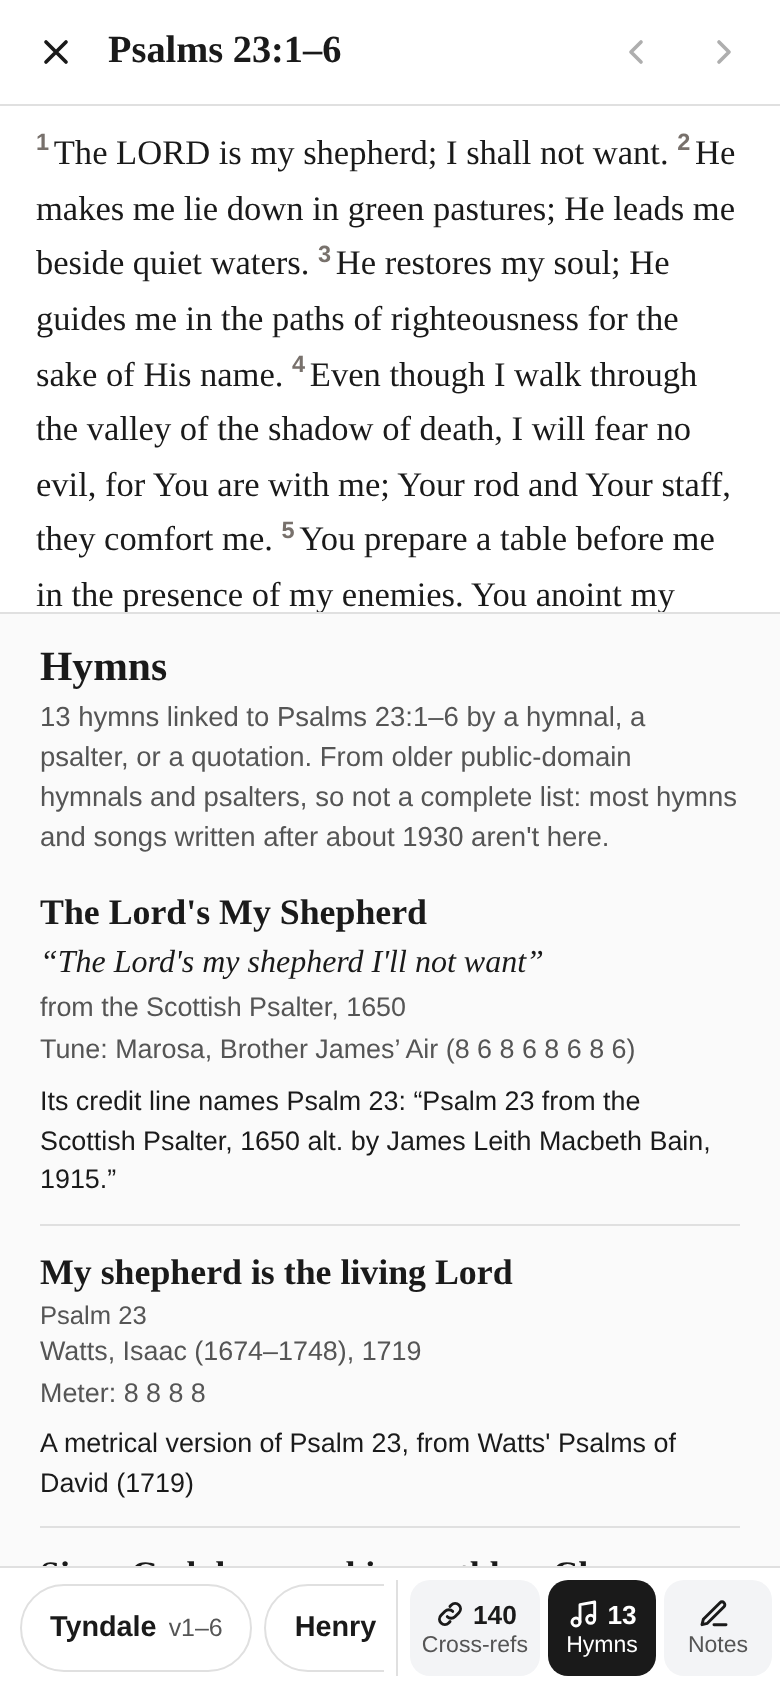 Psalms 23:1–6
1 The LORD is my shepherd; I shall not want. 2 He
makes me lie down in green pastures; He leads me
beside quiet waters. 3 He restores my soul; He
guides me in the paths of righteousness for the
sake of His name. 4 Even though I walk through
the valley of the shadow of death, I will fear no
evil, for You are with me; Your rod and Your staff,
they comfort me. 5 You prepare a table before me
in the presence of my enemies. You anoint my
Hymns
13 hymns linked to Psalms 23:1–6 by a hymnal, a
psalter, or a quotation. From older public-domain
hymnals and psalters, so not a complete list: most hymns
and songs written after about 1930 aren't here.
The Lord's My Shepherd
“The Lord's my shepherd I'll not want”
from the Scottish Psalter, 1650
Tune: Marosa, Brother James’ Air (8 6 8 6 8 6 8 6)
Its credit line names Psalm 23: “Psalm 23 from the
Scottish Psalter, 1650 alt. by James Leith Macbeth Bain,
1915.”
My shepherd is the living Lord
Psalm 23
Watts, Isaac (1674–1748), 1719
Meter: 8 8 8 8
A metrical version of Psalm 23, from Watts' Psalms of
David (1719)
Tyndale v1–6
Henry
140
Cross-refs
13
Hymns
Notes